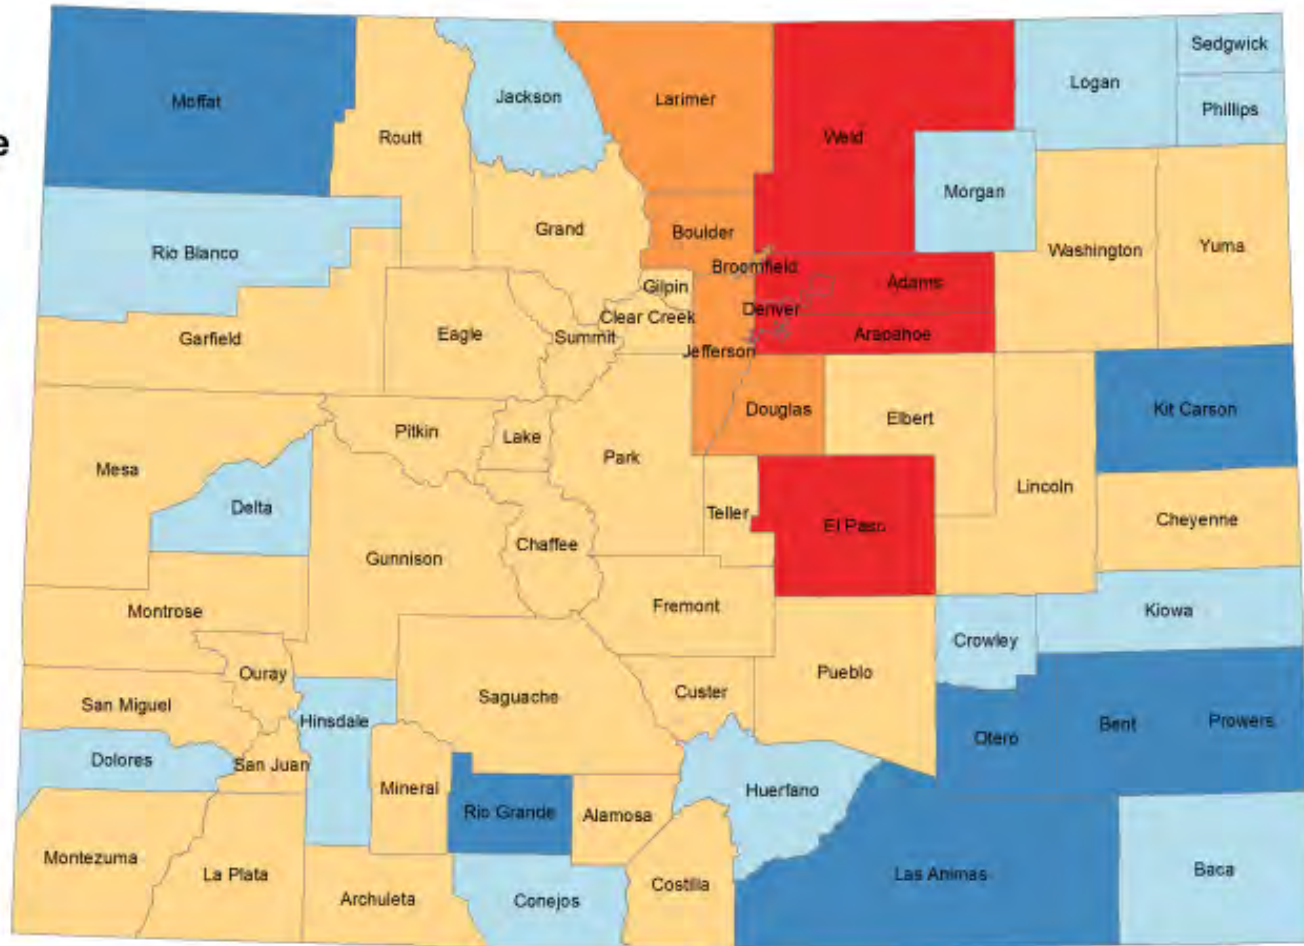 Sedgwick
Logan
Moffat
Jackson
Larimer
Phillips
e
Routt
Weld
Morgan
Grand
Boulder
Rio Blanco
Washington
Yuma
Broomfield
Gilpin
Adams
Denver
Clear Creek
Garfield
Eagle
Summit
Arapahoe
Jefferson
Douglas
Kit Carson
Elbert
Pitkin
Lake
Park
Mesa
Lincoln
Delta
Teller
Cheyenne
El Paso
Chaffee
Gunnison
Fremont
Montrose
Kiowa
Crowley
Ouray
Pueblo
Custer
Saguache
San Miguel
Hinsdale
Bent
Prowers
Otero
Dolores
San Juan
Mineral
Huerfano
Rio Grande
Alamosa
Montezuma
La Plata
Las Animas
Baca
Costilla
Archuleta
Conejos